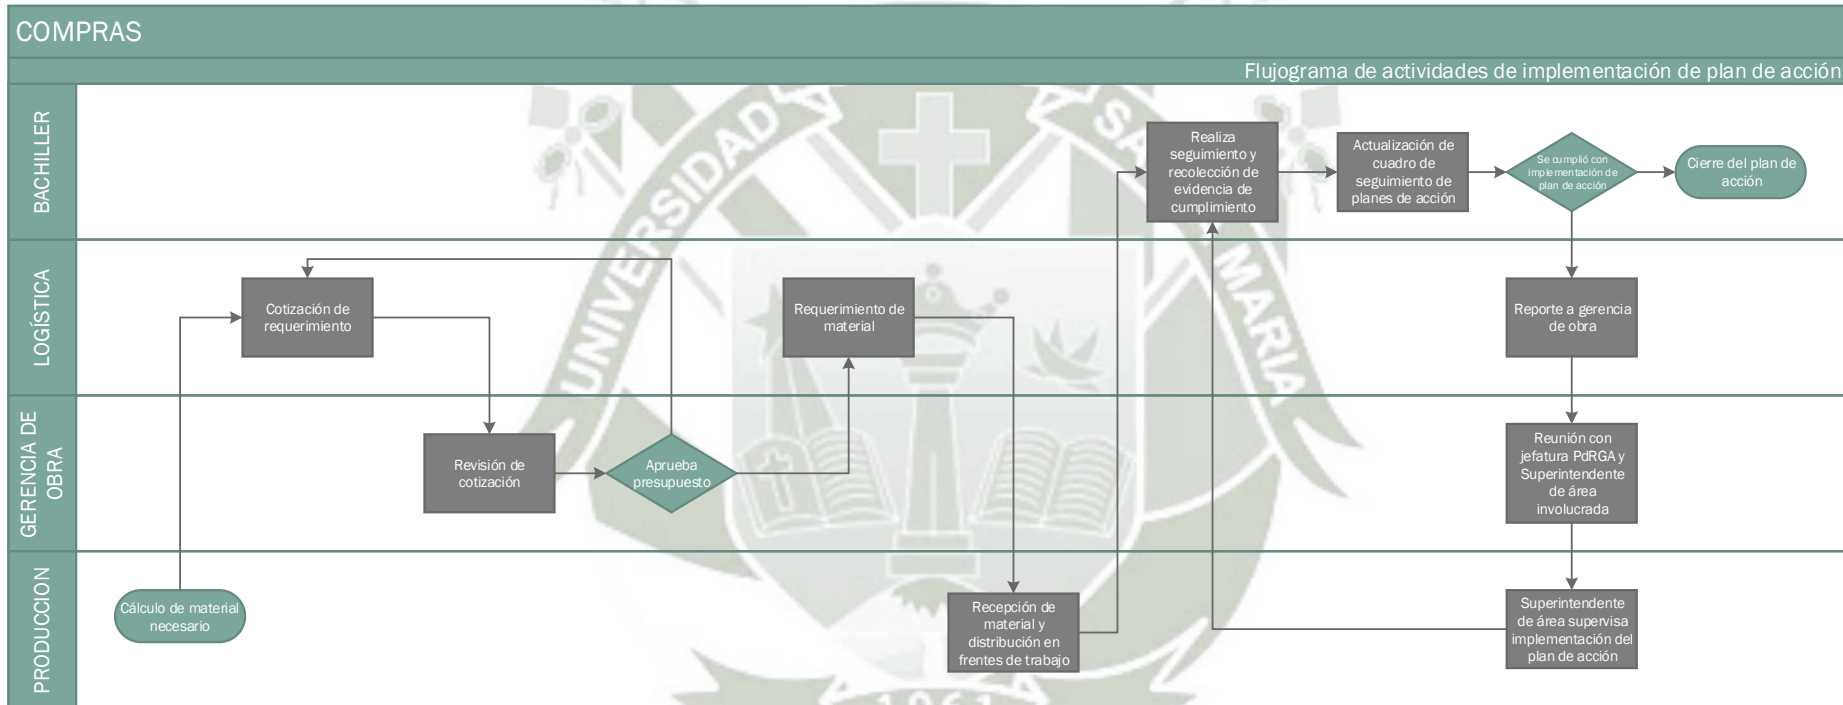 COMPRAS
Flujograma de actividades de implementación de plan de acción
BACHILLER
Realiza
seguimiento y
recolección de
evidencia de
cumplimiento
Actualización de
cuadro de
seguimiento de
planes de acción
Se cumplió con
implementación de
plan de acción
Cierre del plan de
acción
LOGÍSTICA
Cotización de
requerimiento
Requerimiento de
material
Reporte a gerencia
de obra
GERENCIA DE
OBRA
Revisión de
cotización
Aprueba
presupuesto
Reunión con
jefatura PdRGA y
Superintendente
de área
involucrada
PRODUCCION
Cálculo de material
necesario
Recepción de
material y
distribución en
frentes de trabajo
Superintendente
de área supervisa
implementación del
plan de acción
UNIVERSIDAD
MARIA
1961